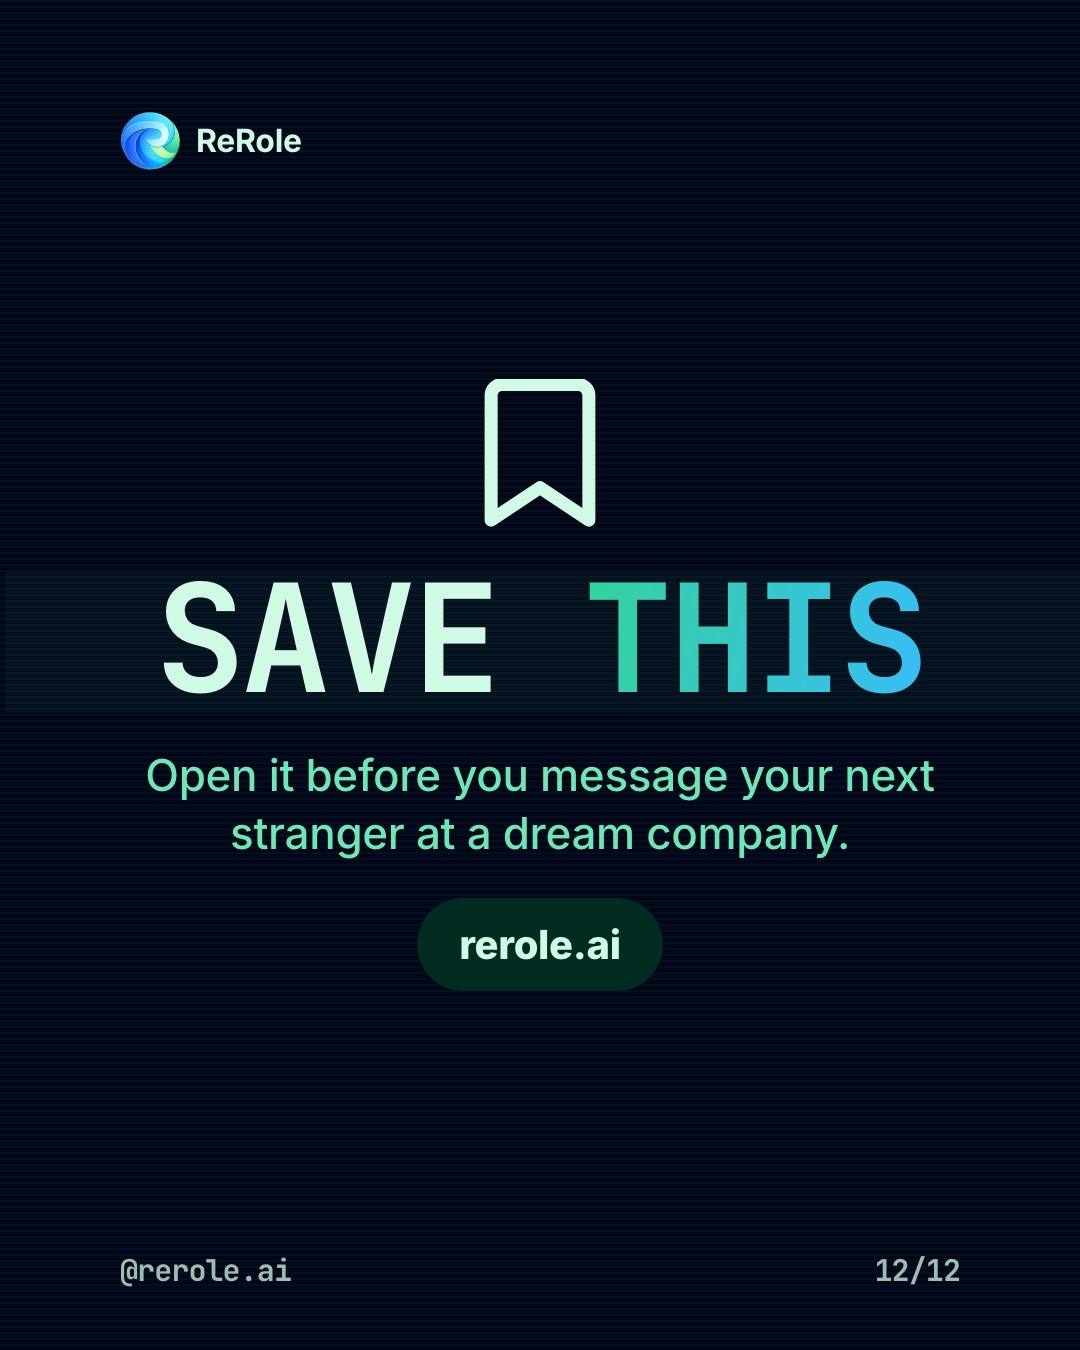 ReRole
SAVE THIS
Open it before you message your next
stranger at a dream company.
rerole.ai
@rerole.ai
12/12